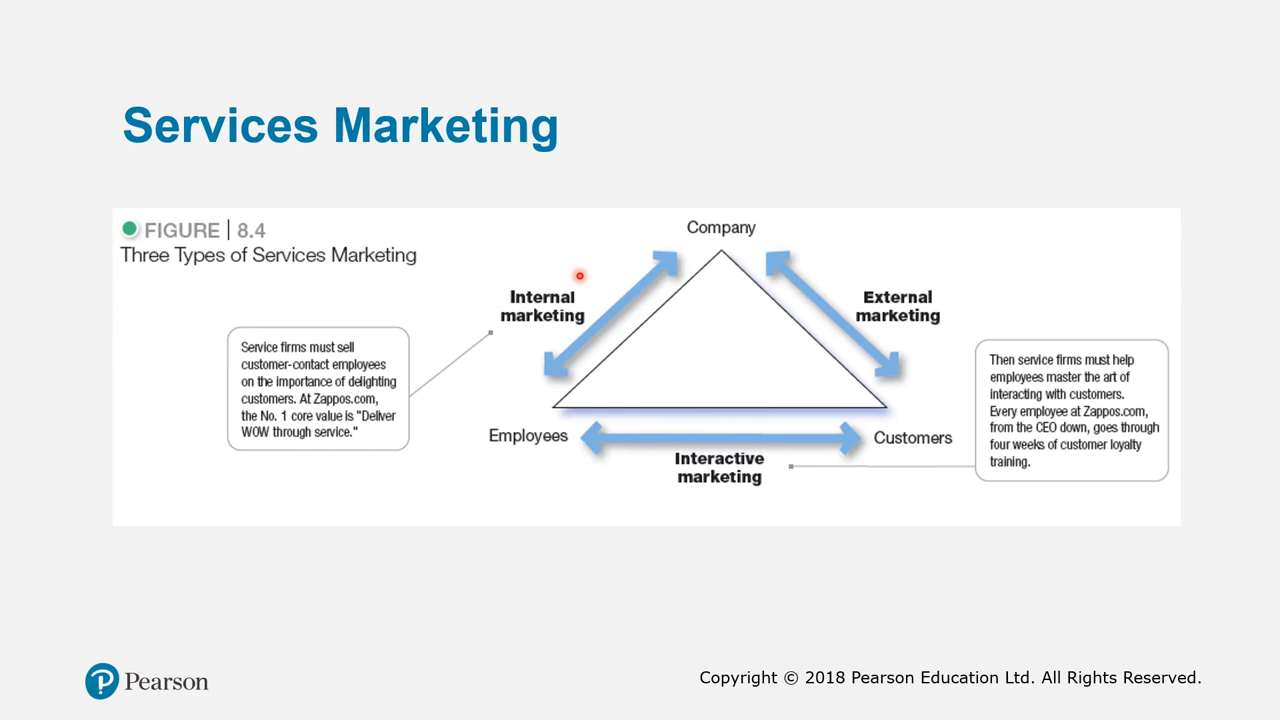 Services Marketing
FIGURE | 8.4
Three Types of Services Marketing
Company
Internal
marketing
External
marketing
Service firms must sell
customer-contact employees
on the importance of delighting
customers. At Zappos.com,
the No. 1 core value is "Deliver
WOW through service."
Then service firms must help
employees master the art of
interacting with customers.
Every employee at Zappos.com,
from the CEO down, goes through
four weeks of customer loyalty
training.
Employees
Customers
Interactive
marketing
Pearson
Copyright © 2018 Pearson Education Ltd. All Rights Reserved.